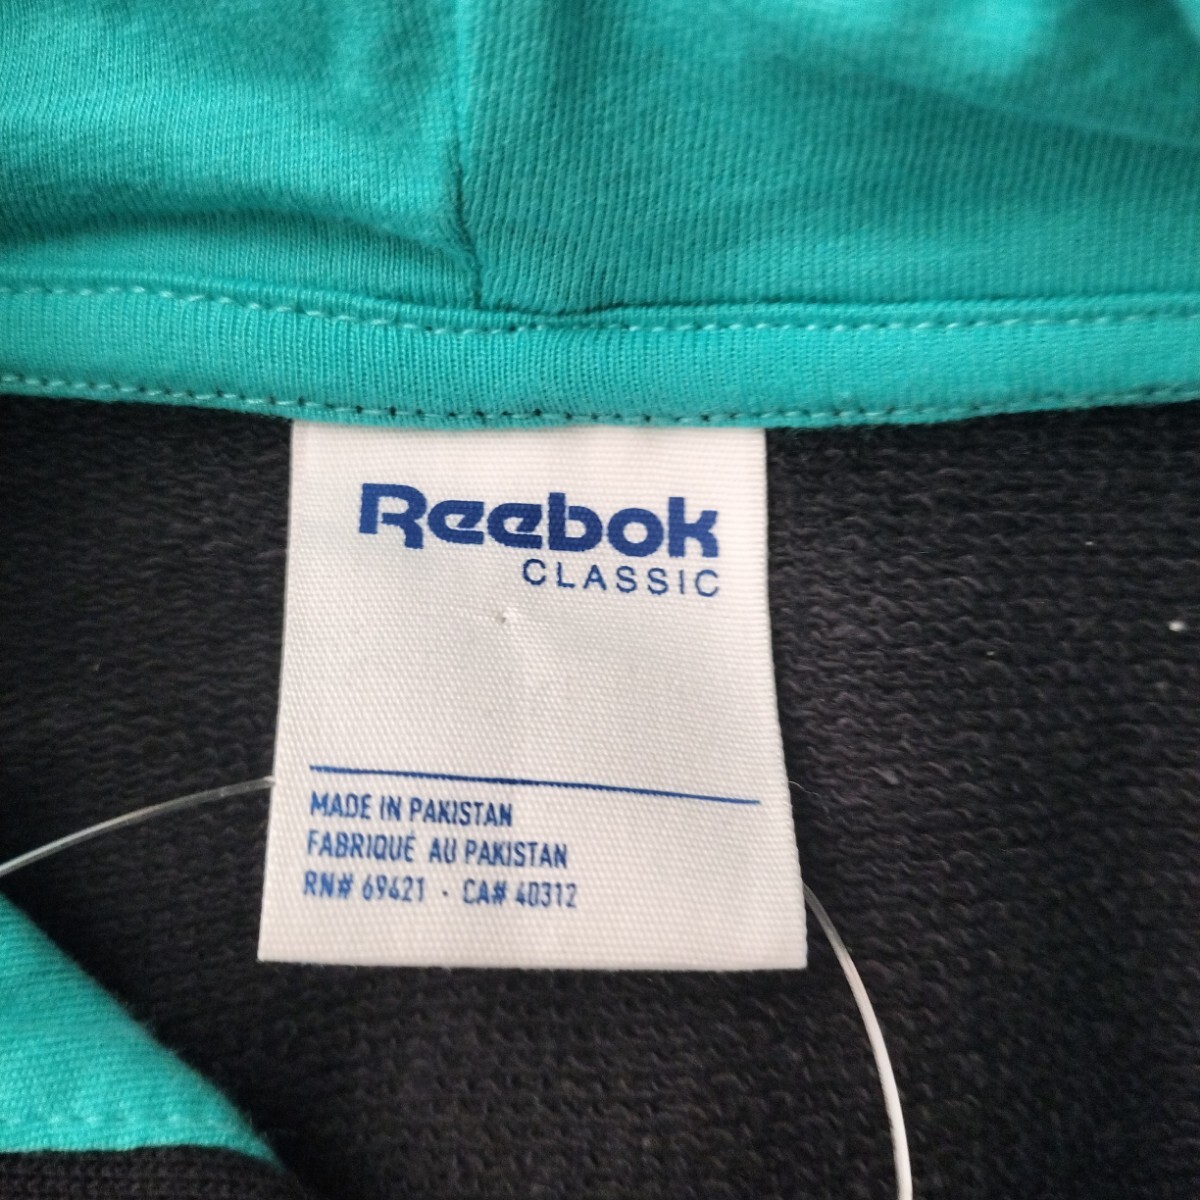 Reebok
CLASSIC
MADE IN PAKISTAN
FABRIQUÉ AU PAKISTAN
RN# 69421 · CA# 40312